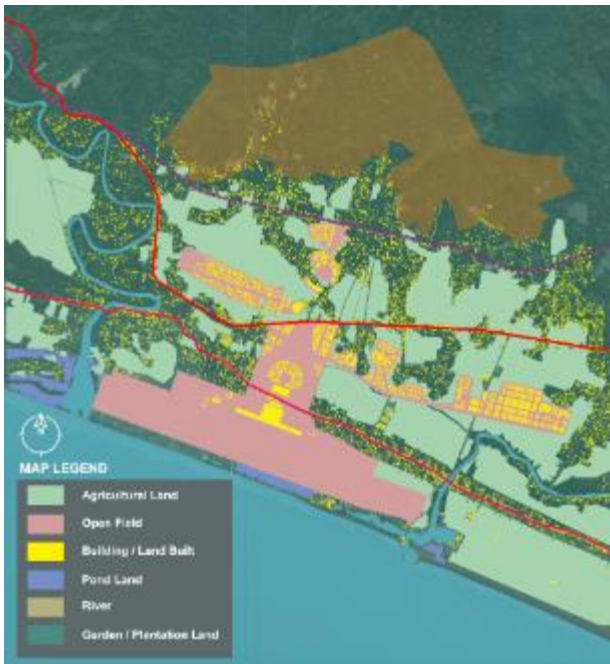 MAP LEGEND
Agricultural Land
Open Field
Building / Land Built
Pond Land
River
Garden / Plantation Land